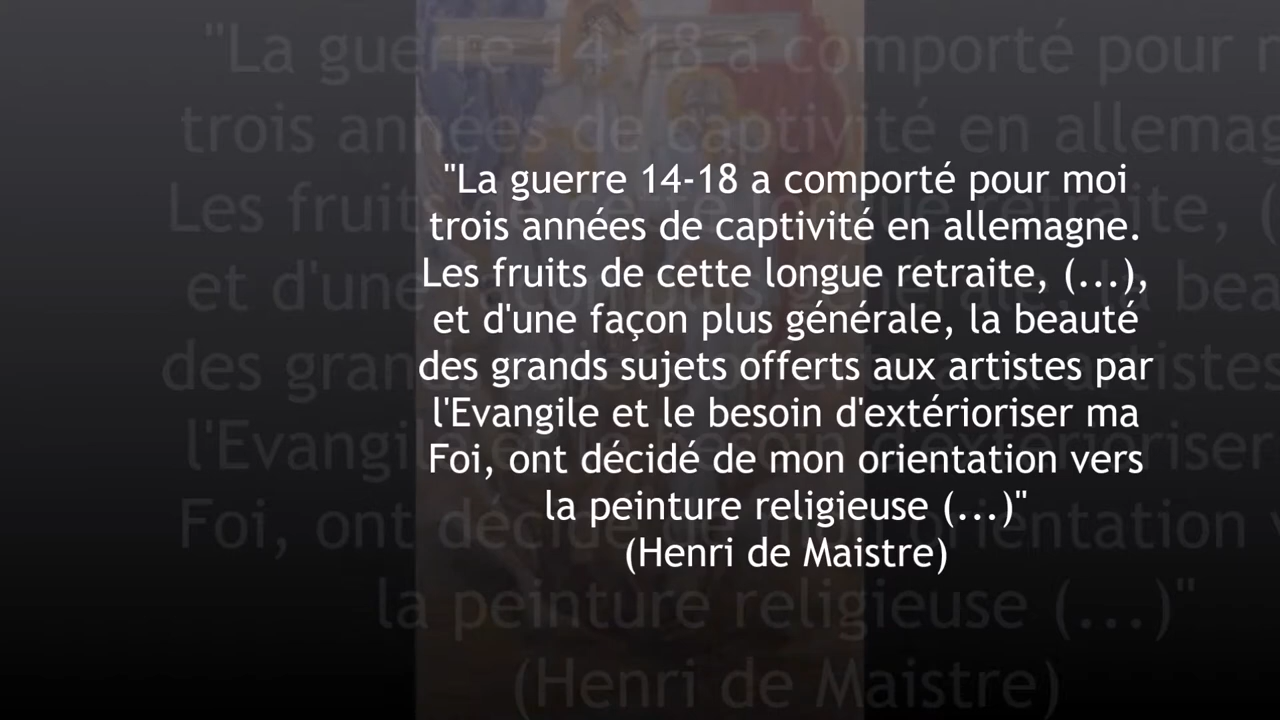 "La guerre 14-18 a comporté pour moi
trois années de captivité en allemagne.
Les fruits de cette longue retraite, (...),
et d'une façon plus générale, la beauté
des grands sujets offerts aux artistes par
l'Evangile et le besoin d'extérioriser ma
Foi, ont décidé de mon orientation vers
la peinture religieuse (...)"
(Henri de Maistre)